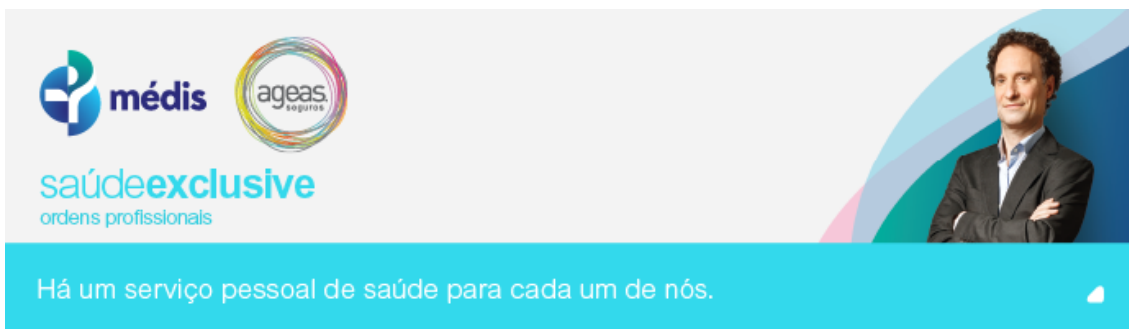 médis
ageas.
seguros
saúdeexclusive
ordens profissionais
Há um serviço pessoal de saúde para cada um de nós.